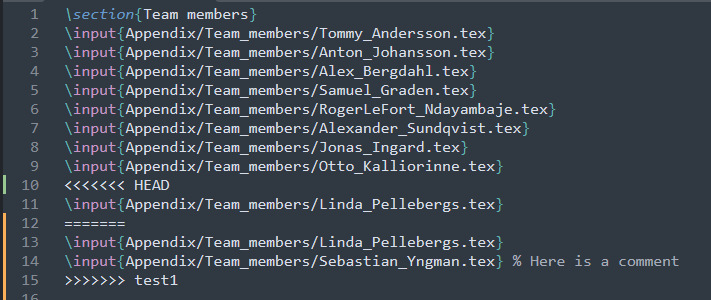 1 \section{Team members}
2 \input{Appendix/Team_members/Tommy_Andersson.tex}
3 \input{Appendix/Team_members/Anton_Johansson.tex}
4 \input{Appendix/Team_members/Alex_Bergdahl.tex}
5 \input{Appendix/Team_members/Samuel_Graden.tex}
6 \input{Appendix/Team_members/RogerLeFort_Ndayambaje.tex}
7 \input{Appendix/Team_members/Alexander_Sundqvist.tex}
8 \input{Appendix/Team_members/Jonas_Ingard.tex}
9 \input{Appendix/Team_members/Otto_Kalliorinne.tex}
10 <<<<<<< HEAD
11 \input{Appendix/Team_members/Linda_Pellebergs.tex}
12 =======
13 \input{Appendix/Team_members/Linda_Pellebergs.tex}
14 \input{Appendix/Team_members/Sebastian_Yngman.tex} % Here is a comment
15 >>>>>>> test1
16